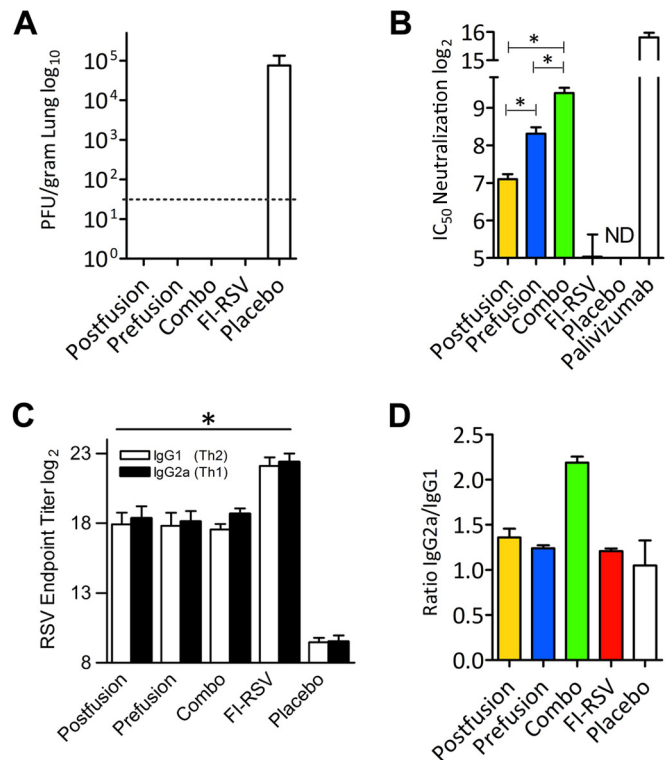 A
PFU/gram Lung log10
10^5
10^4
10^3
10^2
10^1
10^0
Postfusion
Prefusion
Combo
FI-RSV
Placebo
B
IC50 Neutralization log2
16
15
9
8
7
6
5
*
*
*
ND
Postfusion
Prefusion
Combo
FI-RSV
Placebo
Palivizumab
C
RSV Endpoint Titer log2
23
18
13
8
*
IgG1 (Th2)
IgG2a (Th1)
Postfusion
Prefusion
Combo
FI-RSV
Placebo
D
Ratio IgG2a/IgG1
2.5
2.0
1.5
1.0
0.5
0.0
Postfusion
Prefusion
Combo
FI-RSV
Placebo